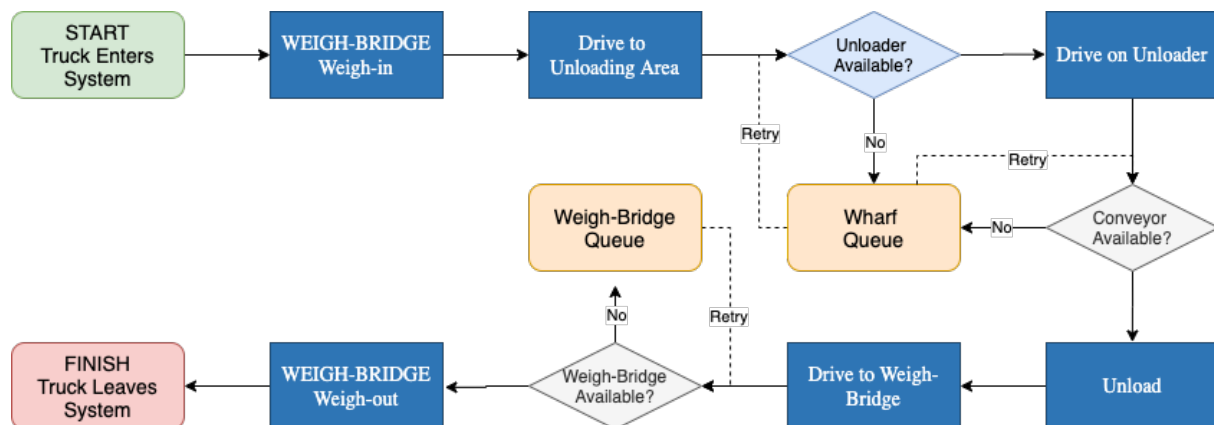 START
Truck Enters
System
WEIGH-BRIDGE
Weigh-in
Drive to
Unloading Area
Unloader
Available?
Drive on Unloader
Retry
No
Retry
Weigh-Bridge
Queue
Wharf
Queue
No
Conveyor
Available?
No
Retry
FINISH
Truck Leaves
System
WEIGH-BRIDGE
Weigh-out
Weigh-Bridge
Available?
Drive to Weigh-
Bridge
Unload